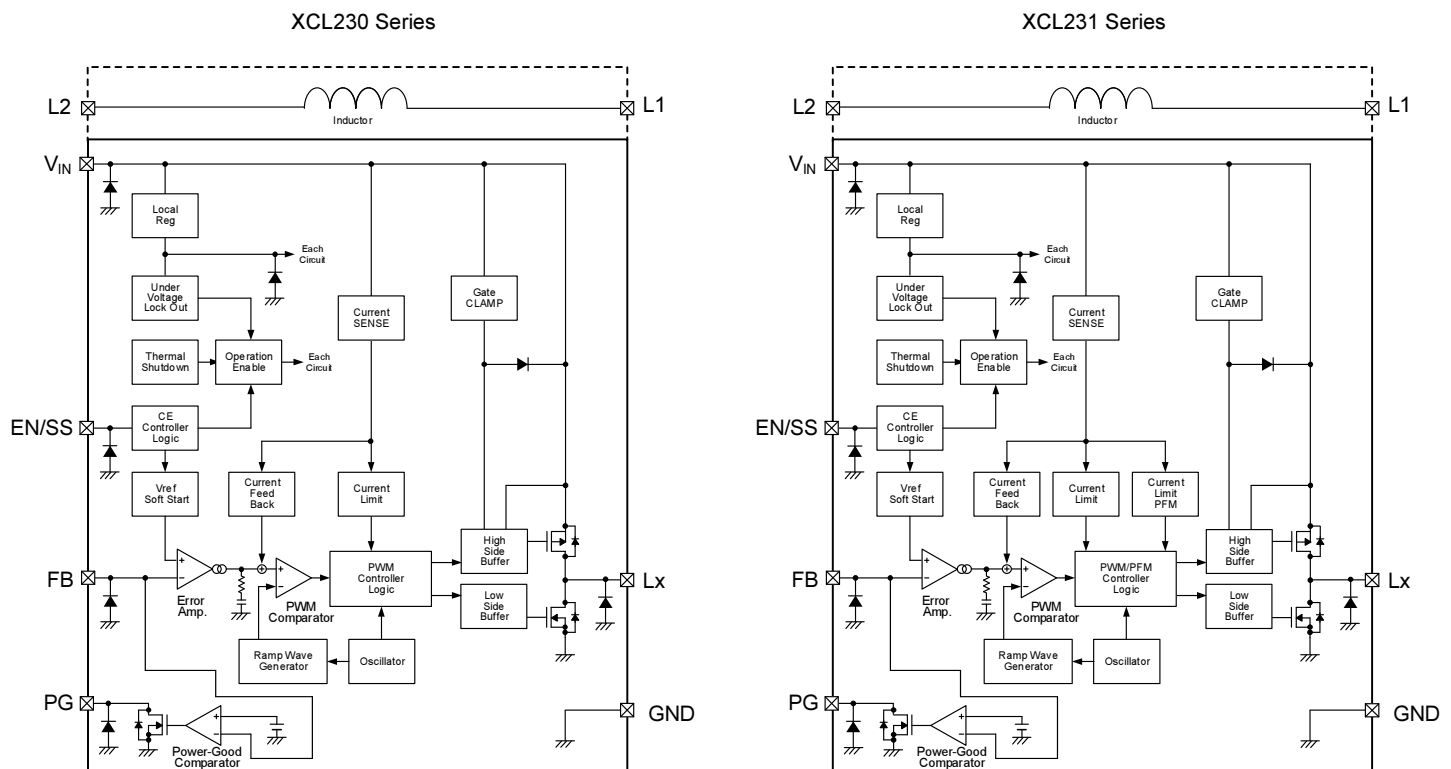 XCL230 Series
L2
L1
Inductor
VIN
Local
Reg
Each
Circuit
Under
Voltage
Lock Out
Gate
CLAMP
Current
SENSE
Thermal
Shutdown
Operation
Enable
Each
Circuit
EN/SS
CE
Controller
Logic
Vref
Soft Start
Current
Feed
Back
Current
Limit
High
Side
Buffer
FB
+
−
Error
Amp.
+
+
−
PWM
Comparator
PWM
Controller
Logic
Low
Side
Buffer
Lx
Ramp Wave
Generator
Oscillator
PG
+
−
Power-Good
Comparator
GND
XCL231 Series
L2
L1
Inductor
VIN
Local
Reg
Each
Circuit
Under
Voltage
Lock Out
Gate
CLAMP
Current
SENSE
Thermal
Shutdown
Operation
Enable
Each
Circuit
EN/SS
CE
Controller
Logic
Vref
Soft Start
Current
Feed
Back
Current
Limit
Current
Limit
PFM
High
Side
Buffer
FB
+
−
Error
Amp.
+
+
−
PWM
Comparator
PWM/PFM
Controller
Logic
Low
Side
Buffer
Lx
Ramp Wave
Generator
Oscillator
PG
+
−
Power-Good
Comparator
GND